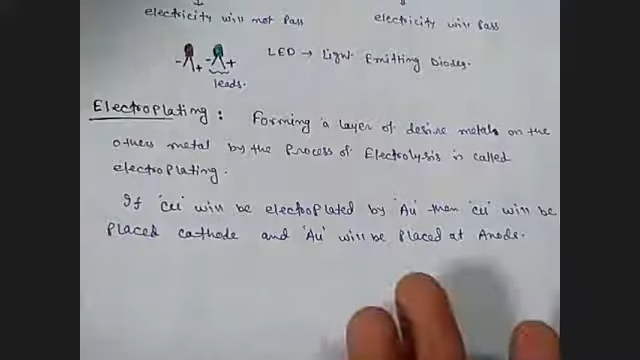 electricity will not pass
electricity will pass
LED → Light Emitting Diodes.
- + - +
leads.
Electroplating : Forming a layer of desire metals on the
others metal by the process of Electrolysis is called
electroplating.
If 'cu' will be electroplated by 'Au' then 'cu' will be
placed cathode and 'Au' will be placed at Anode.